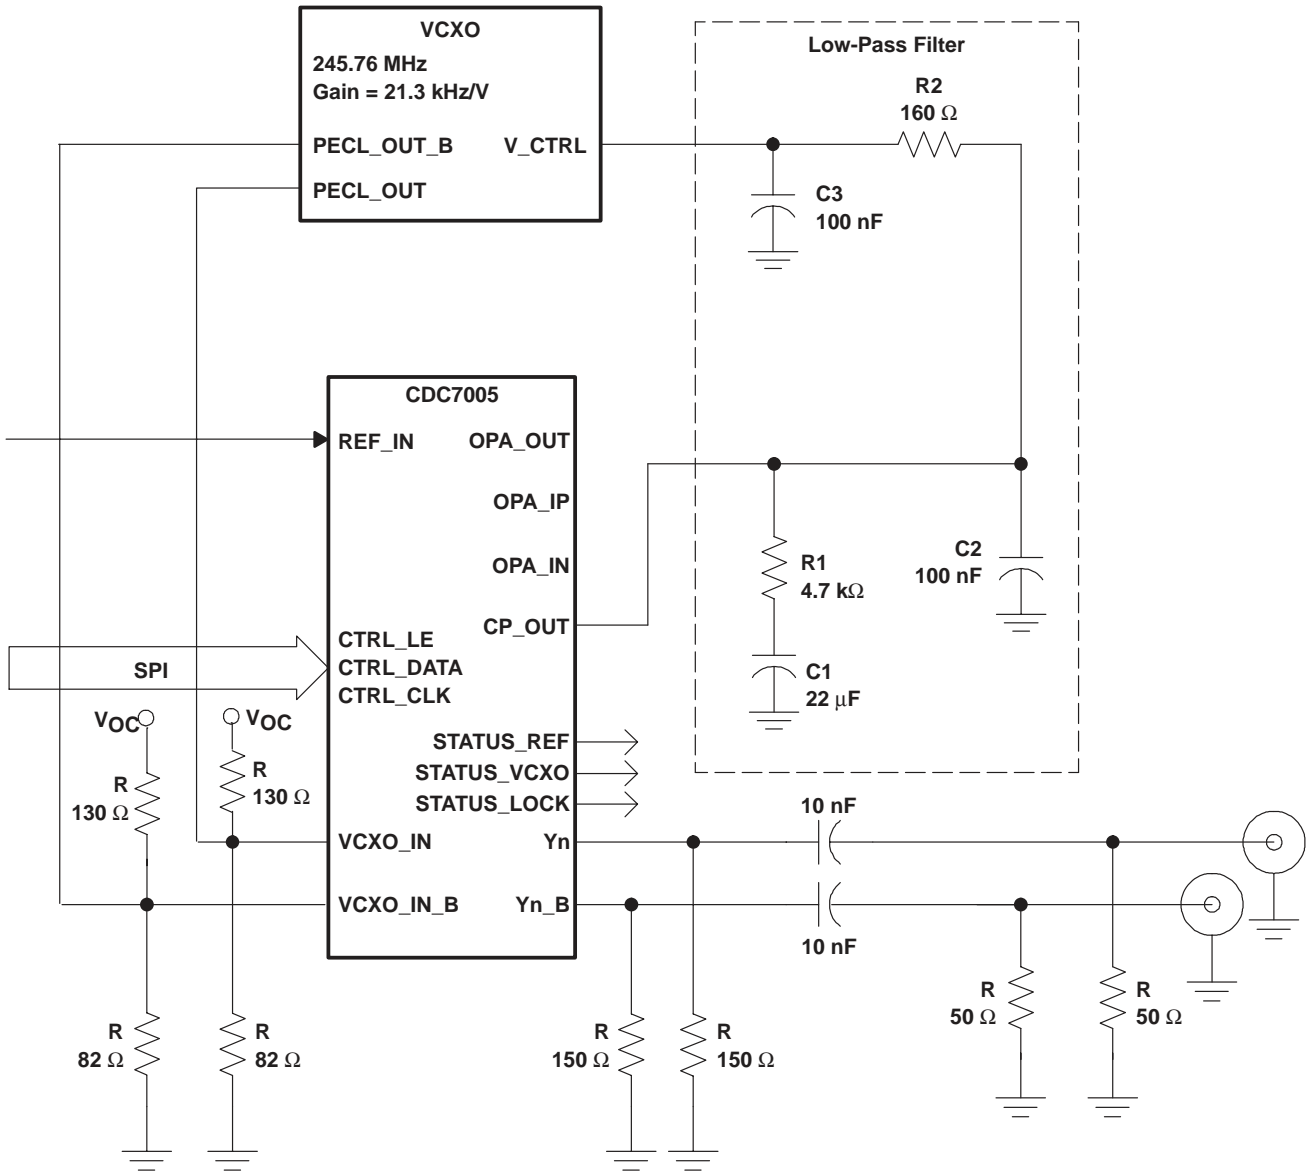 VCXO
245.76 MHz
Gain = 21.3 kHz/V
PECL_OUT_B
V_CTRL
PECL_OUT
Low-Pass Filter
R2
160 Ω
C3
100 nF
CDC7005
REF_IN
OPA_OUT
OPA_IP
OPA_IN
CP_OUT
R1
4.7 kΩ
C2
100 nF
C1
22 µF
SPI
CTRL_LE
CTRL_DATA
CTRL_CLK
VOC
VOC
R
130 Ω
R
130 Ω
STATUS_REF
STATUS_VCXO
STATUS_LOCK
VCXO_IN
Yn
VCXO_IN_B
Yn_B
10 nF
10 nF
R
82 Ω
R
82 Ω
R
150 Ω
R
150 Ω
R
50 Ω
R
50 Ω